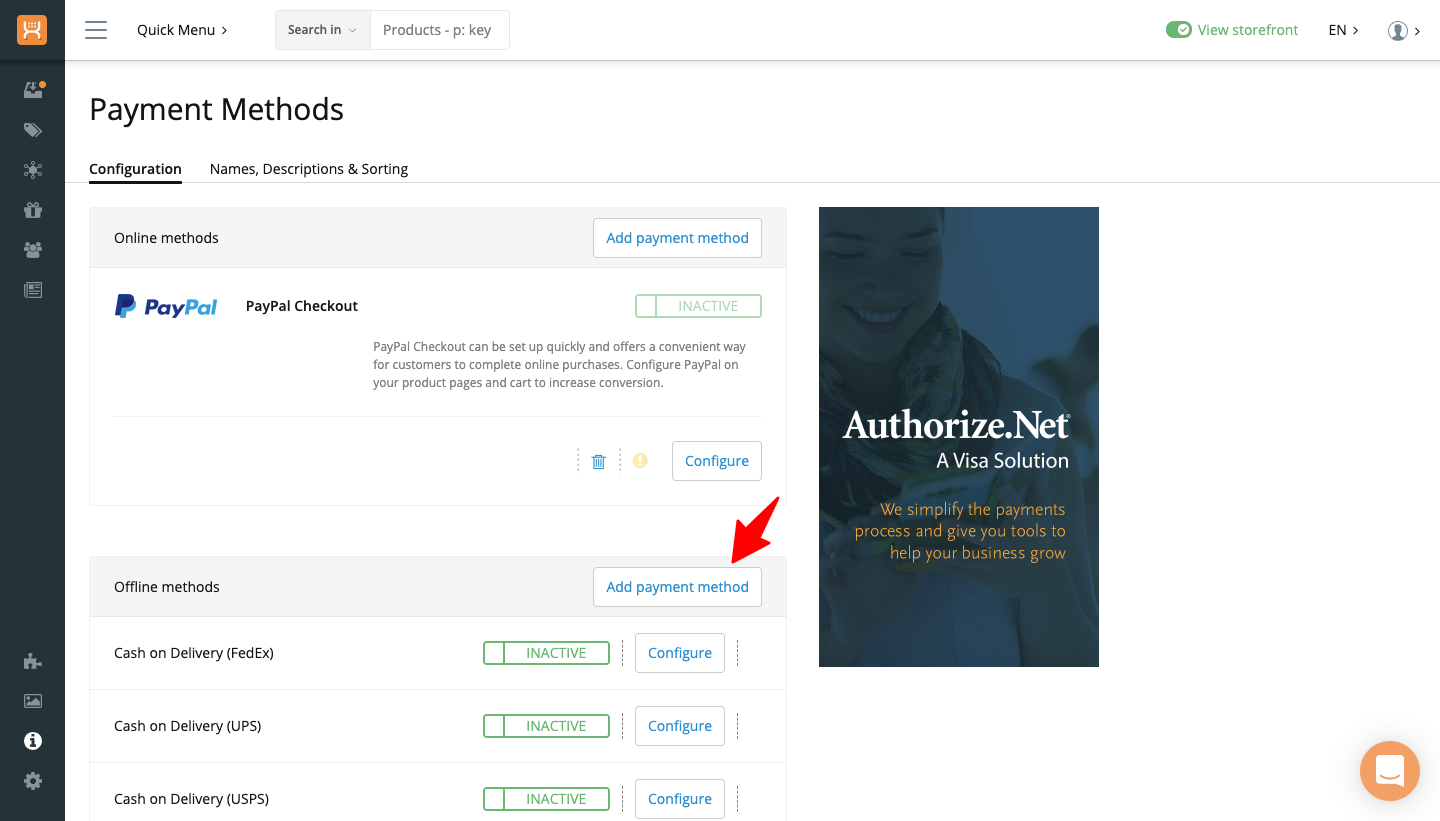 Quick Menu
Search in
Products - p: key
View storefront
EN
Payment Methods
Configuration
Names, Descriptions & Sorting
Online methods
Add payment method
PayPal
PayPal Checkout
INACTIVE
PayPal Checkout can be set up quickly and offers a convenient way
for customers to complete online purchases. Configure PayPal on
your product pages and cart to increase conversion.
Configure
Offline methods
Add payment method
Cash on Delivery (FedEx)
INACTIVE
Configure
Cash on Delivery (UPS)
INACTIVE
Configure
Cash on Delivery (USPS)
INACTIVE
Configure
Authorize.Net®
A Visa Solution
We simplify the payments
process and give you tools to
help your business grow